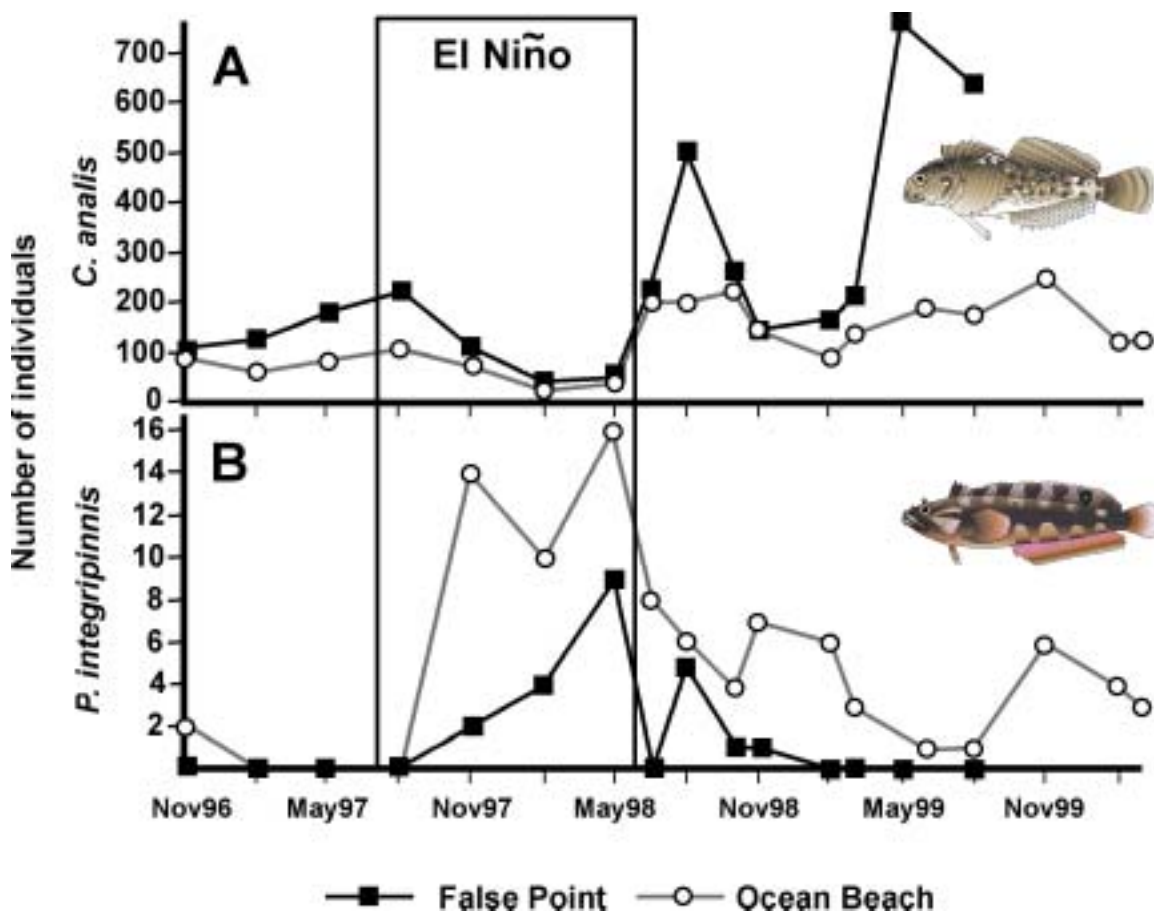 A
El Niño
700
600
500
400
300
200
100
0
C. analis
Number of individuals
B
16
14
12
10
8
6
4
2
P. integripinnis
Nov96 May97 Nov97 May98 Nov98 May99 Nov99
False Point Ocean Beach